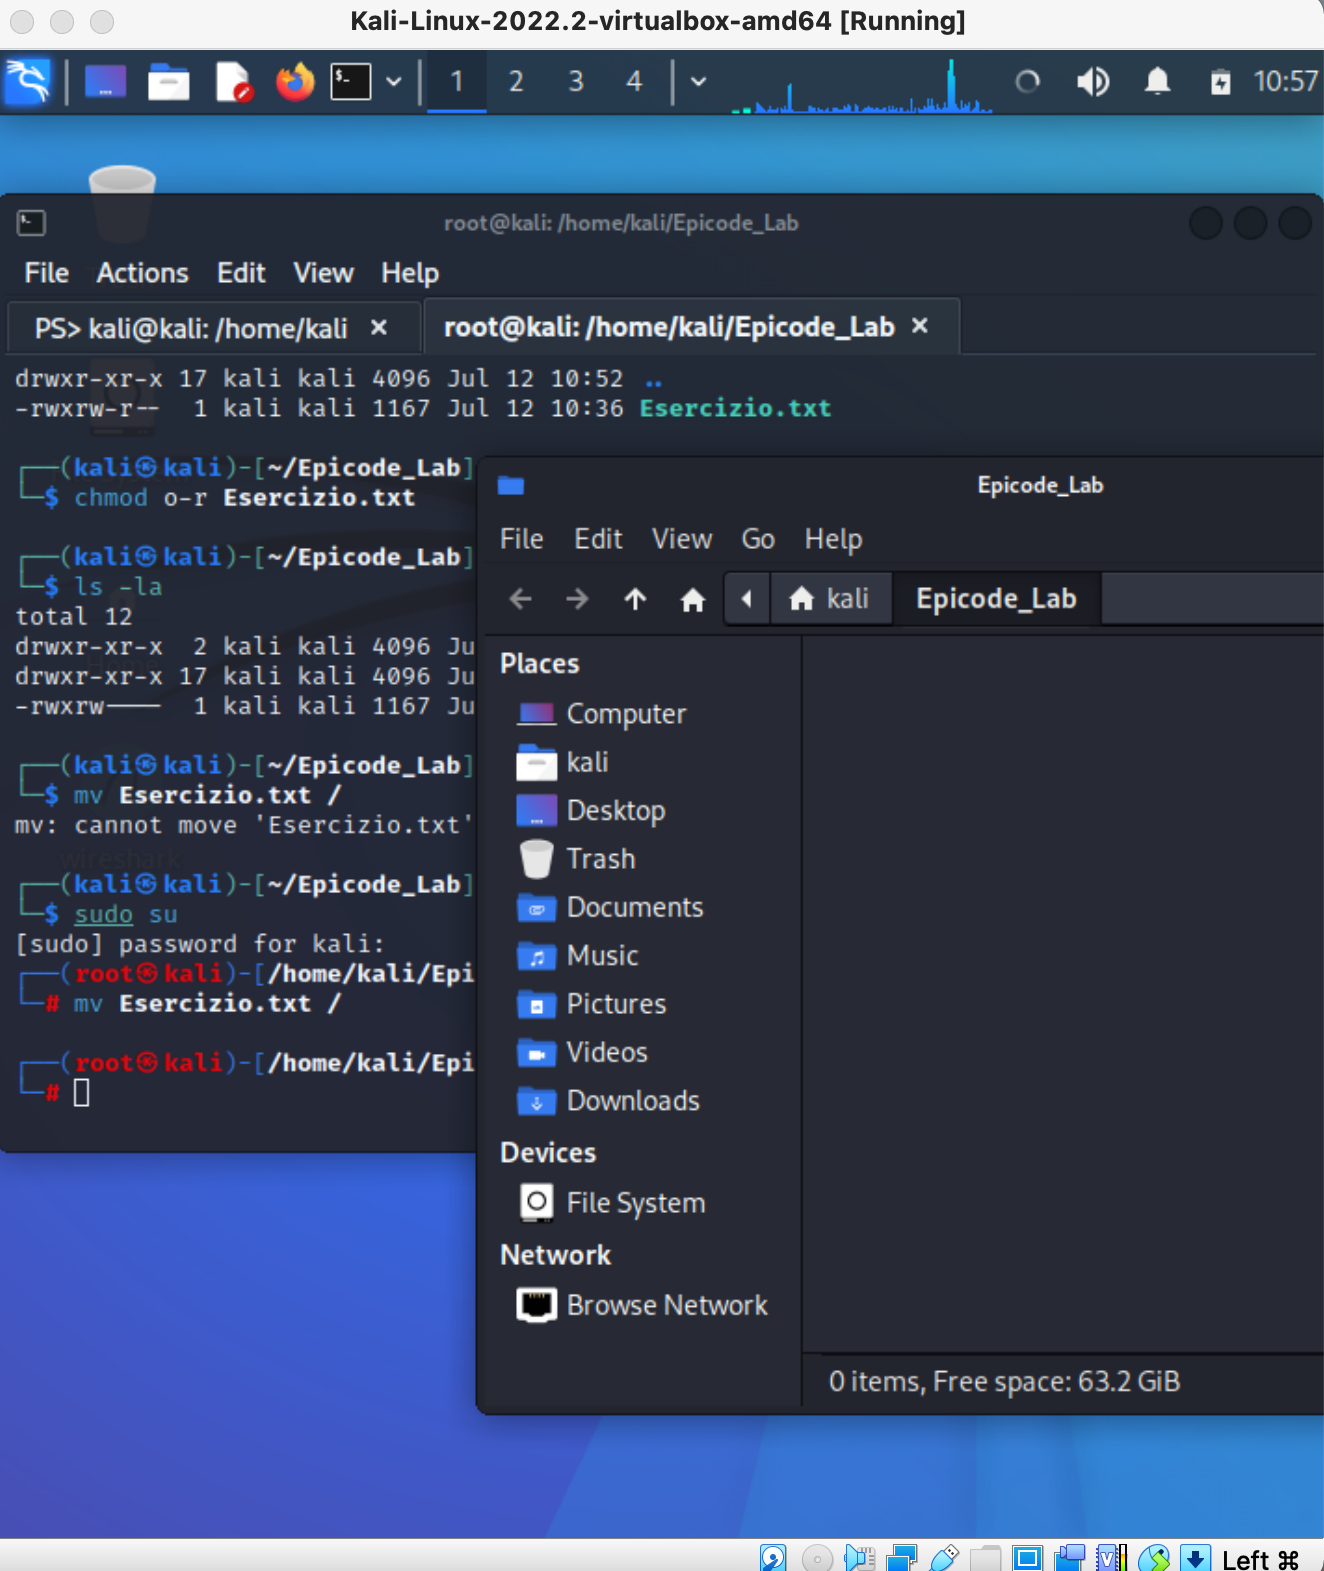 Kali-Linux-2022.2-virtualbox-amd64 [Running]
1 2 3 4 10:57
root@kali: /home/kali/Epicode_Lab
File Actions Edit View Help
PS> kali@kali: /home/kali × root@kali: /home/kali/Epicode_Lab ×
drwxr-xr-x 17 kali kali 4096 Jul 12 10:52 ..
-rwxrw-r-- 1 kali kali 1167 Jul 12 10:36 Esercizio.txt
┌──(kali㉿kali)-[~/Epicode_Lab]
└─$ chmod o-r Esercizio.txt
┌──(kali㉿kali)-[~/Epicode_Lab]
└─$ ls -la
total 12
drwxr-xr-x 2 kali kali 4096 Ju
drwxr-xr-x 17 kali kali 4096 Ju
-rwxrw---- 1 kali kali 1167 Ju
┌──(kali㉿kali)-[~/Epicode_Lab]
└─$ mv Esercizio.txt /
mv: cannot move 'Esercizio.txt'
┌──(kali㉿kali)-[~/Epicode_Lab]
└─$ sudo su
[sudo] password for kali:
┌──(root㉿kali)-[/home/kali/Epi
└─# mv Esercizio.txt /
┌──(root㉿kali)-[/home/kali/Epi
└─#
Home
wireshark
Epicode_Lab
File Edit View Go Help
kali Epicode_Lab
Places
Computer
kali
Desktop
Trash
Documents
Music
Pictures
Videos
Downloads
Devices
File System
Network
Browse Network
0 items, Free space: 63.2 GiB
Left ⌘